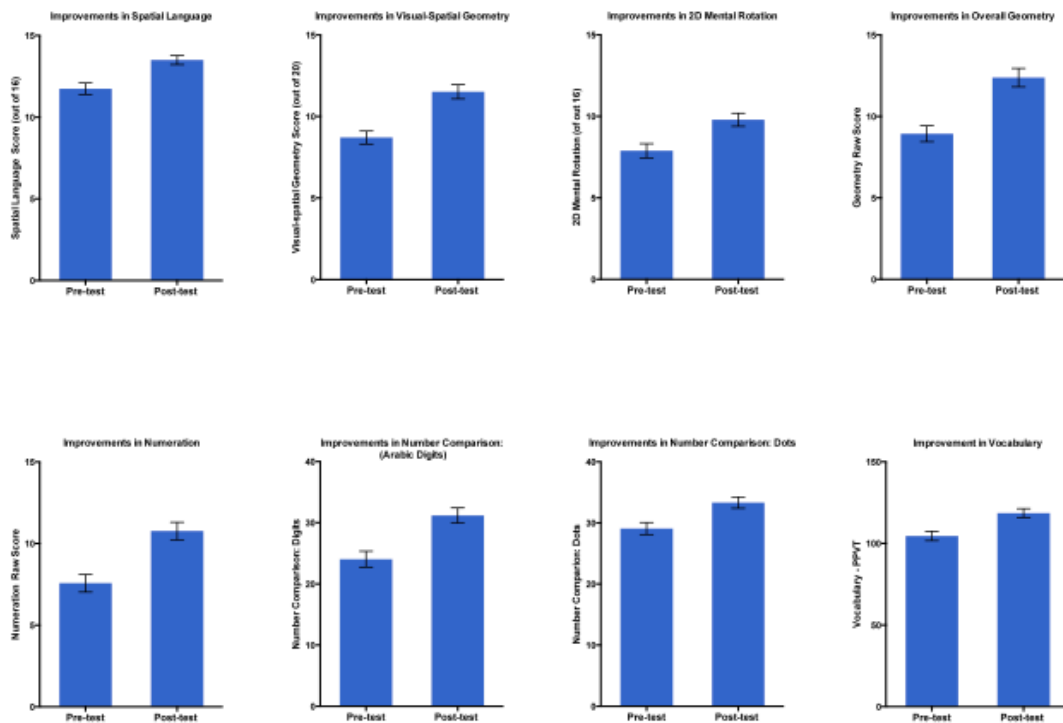 Improvements in Spatial Language
Spatial Language Score (out of 16)
15
10
5
0
Pre-test Post-test
Improvements in Visual-Spatial Geometry
Visual-spatial Geometry Score (out of 20)
15
10
5
0
Pre-test Post-test
Improvements in 2D Mental Rotation
2D Mental Rotation (of out 16)
15
10
5
0
Pre-test Post-test
Improvements in Overall Geometry
Geometry Raw Score
15
10
5
0
Pre-test Post-test
Improvements in Numeration
Numeration Raw Score
15
10
5
0
Pre-test Post-test
Improvements in Number Comparison:
(Arabic Digits)
Number Comparison: Digits
40
30
20
10
0
Pre-test Post-test
Improvements in Number Comparison: Dots
Number Comparion: Dots
40
30
20
10
0
Pre-test Post-test
Improvement in Vocabulary
Vocabulary - PPVT
150
100
50
0
Pre-test Post-test